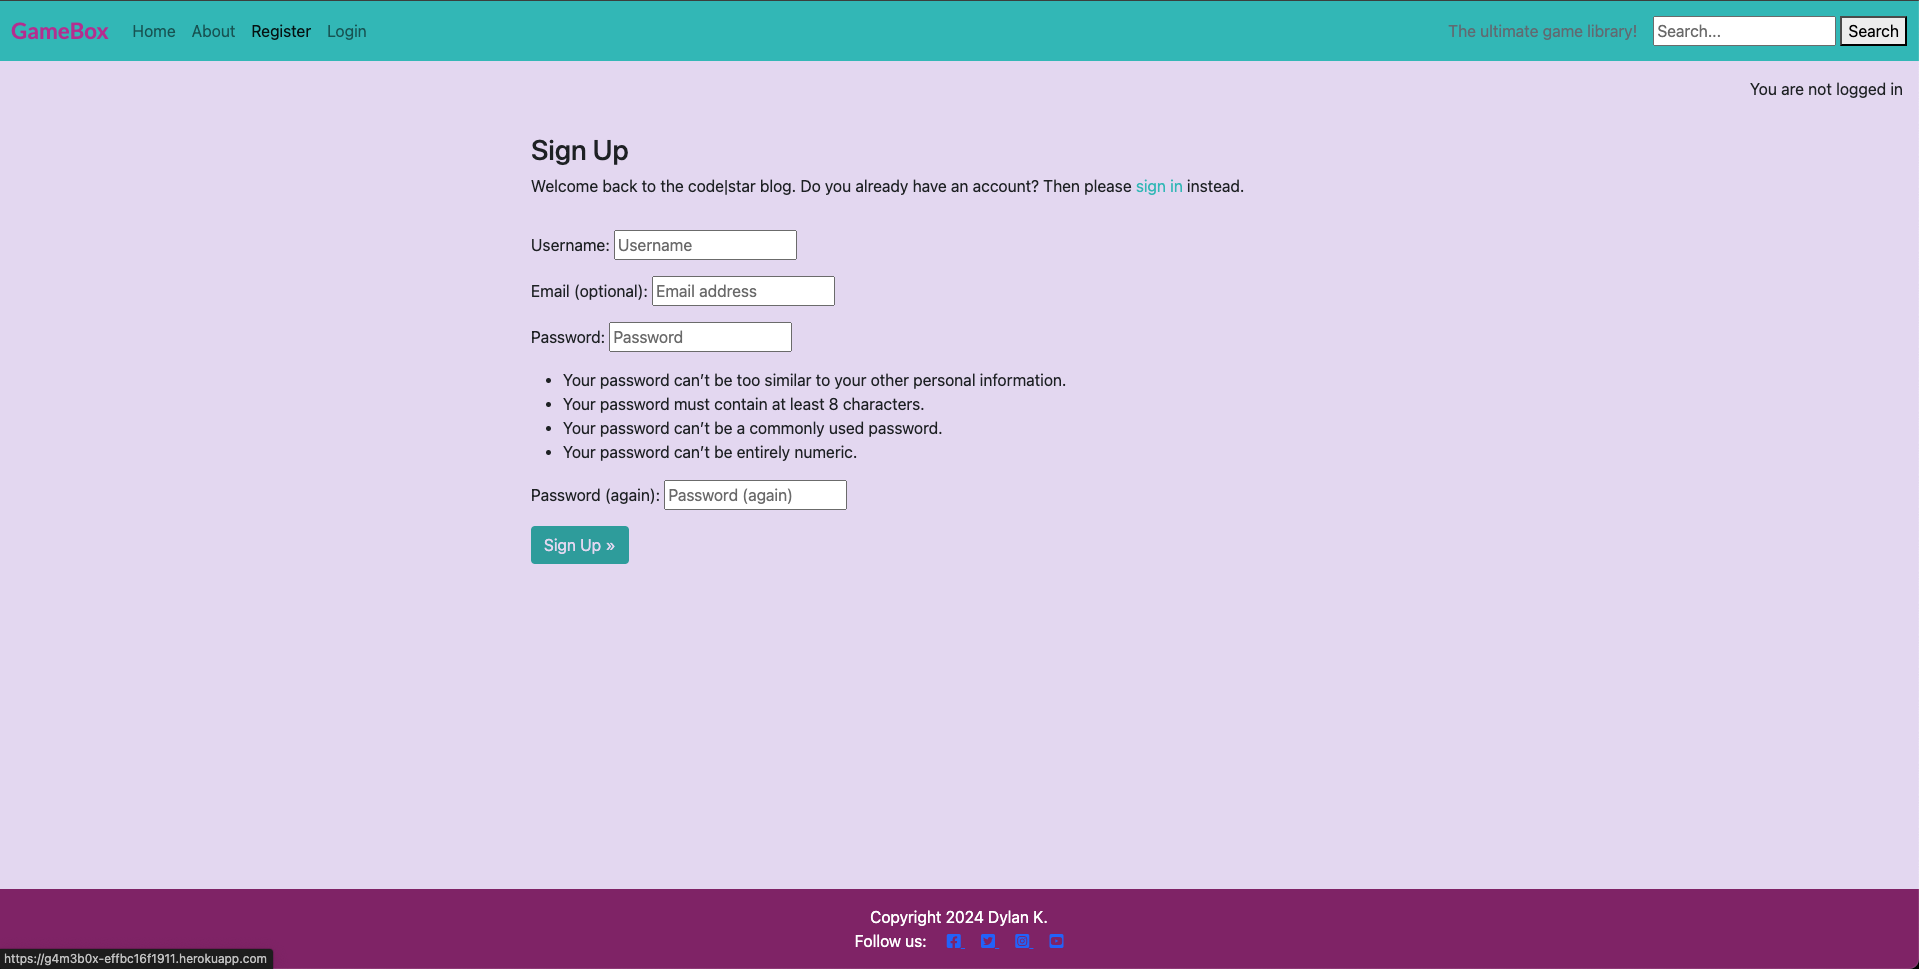 GameBox Home About Register Login The ultimate game library! Search... Search
You are not logged in
Sign Up
Welcome back to the code|star blog. Do you already have an account? Then please sign in instead.
Username: Username
Email (optional): Email address
Password: Password
• Your password can’t be too similar to your other personal information.
• Your password must contain at least 8 characters.
• Your password can’t be a commonly used password.
• Your password can’t be entirely numeric.
Password (again): Password (again)
Sign Up »
Copyright 2024 Dylan K.
Follow us:
https://g4m3b0x-effbc16f1911.herokuapp.com